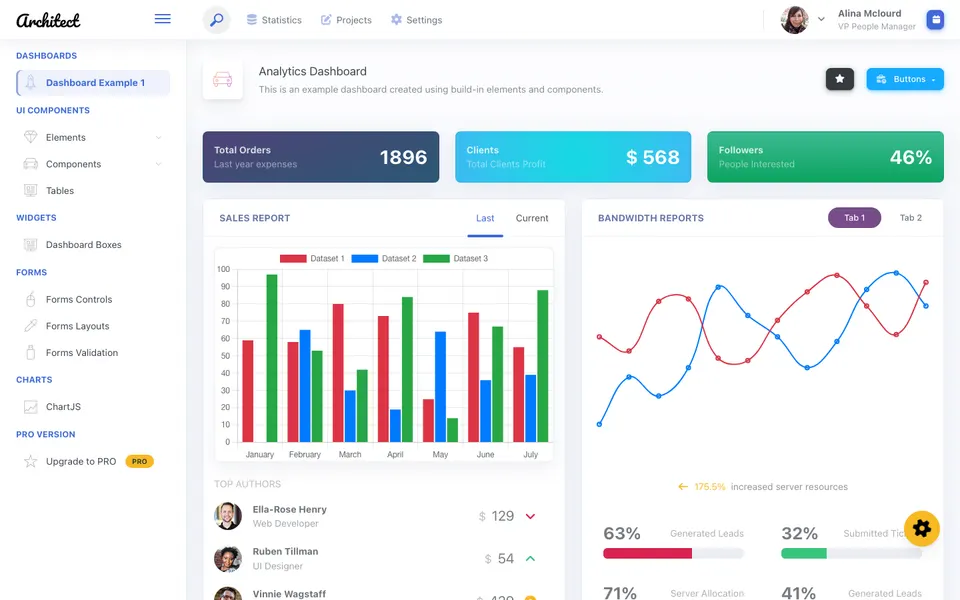 Architect
Statistics
Projects
Settings
Alina Mclourd
VP People Manager
DASHBOARDS
Dashboard Example 1
UI COMPONENTS
Elements
Components
Tables
WIDGETS
Dashboard Boxes
FORMS
Forms Controls
Forms Layouts
Forms Validation
CHARTS
ChartJS
PRO VERSION
Upgrade to PRO PRO
Analytics Dashboard
This is an example dashboard created using build-in elements and components.
Buttons
Total Orders
Last year expenses
1896
Clients
Total Clients Profit
$ 568
Followers
People Interested
46%
SALES REPORT
Last
Current
Dataset 1 Dataset 2 Dataset 3
100
90
80
70
60
50
40
30
20
10
0
January February March April May June July
TOP AUTHORS
Ella-Rose Henry
Web Developer
$ 129
Ruben Tillman
UI Designer
$ 54
Vinnie Wagstaff
BANDWIDTH REPORTS
Tab 1
Tab 2
175.5% increased server resources
63% Generated Leads
32% Submitted
71% Server Allocation
41% Generated Leads